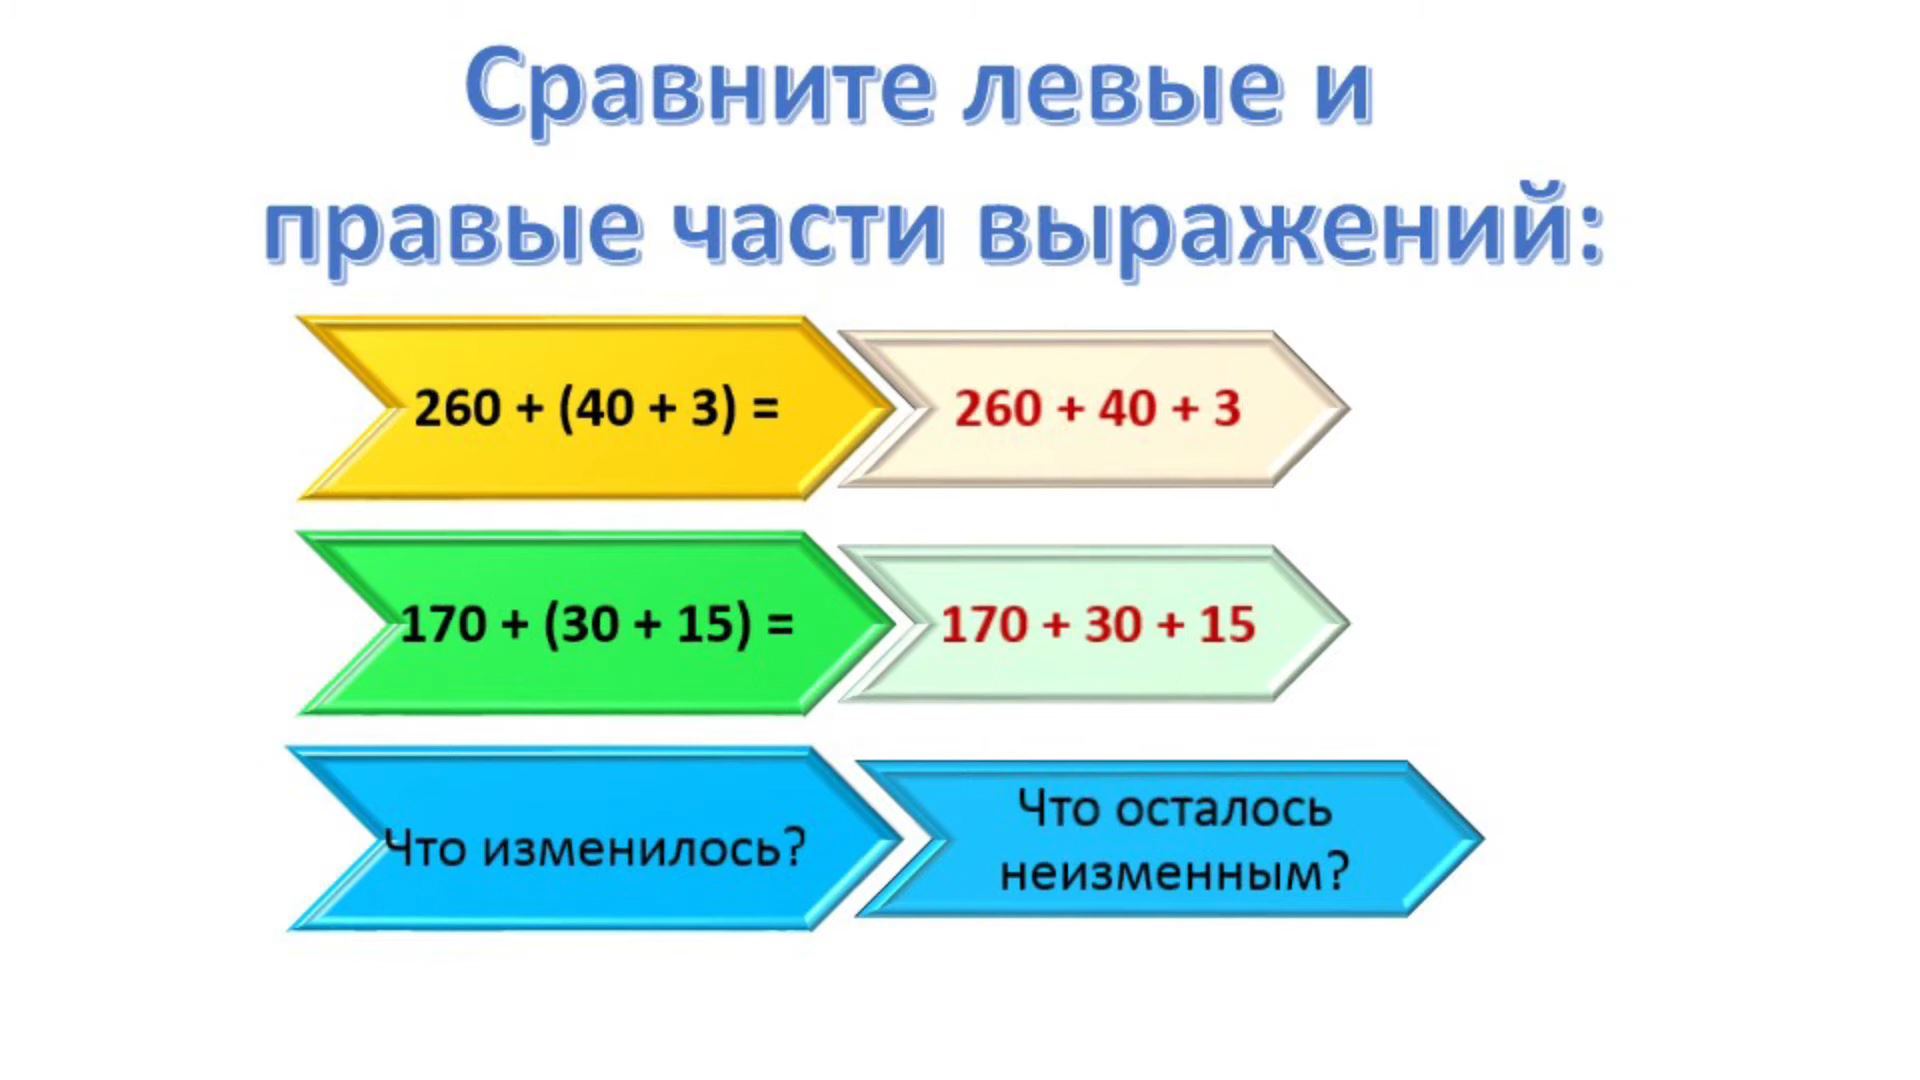 Сравните левые и
правые части выражений:
260 + (40 + 3) =
260 + 40 + 3
170 + (30 + 15) =
170 + 30 + 15
Что изменилось?
Что осталось
неизменным?